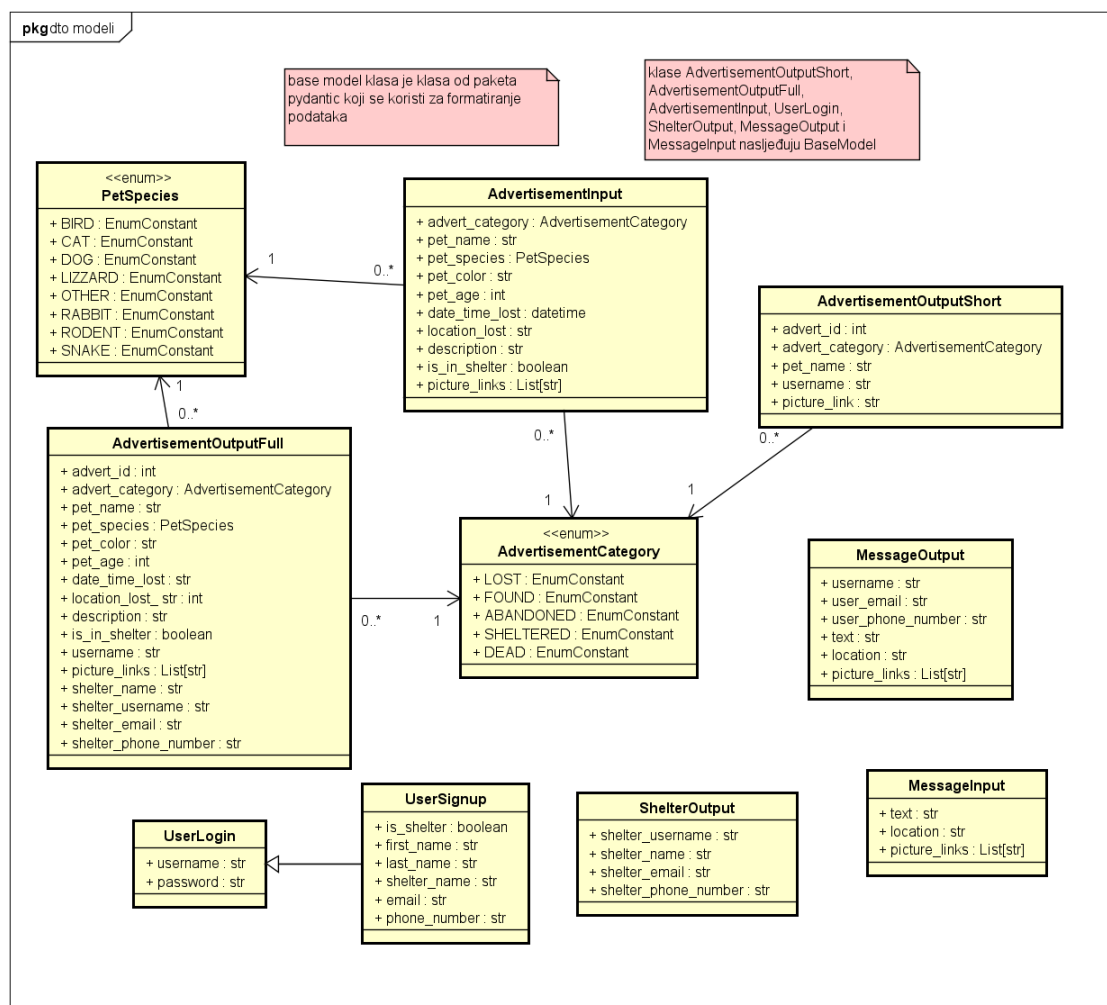 pkg dto modeli
base model klasa je klasa od paketa
pydantic koji se koristi za formatiranje
podataka
klase AdvertisementOutputShort,
AdvertisementOutputFull,
AdvertisementInput, UserLogin,
ShelterOutput, MessageOutput i
MessageInput nasljeđuju BaseModel
<<enum>>
PetSpecies
+ BIRD : EnumConstant
+ CAT : EnumConstant
+ DOG : EnumConstant
+ LIZZARD : EnumConstant
+ OTHER : EnumConstant
+ RABBIT : EnumConstant
+ RODENT : EnumConstant
+ SNAKE : EnumConstant
1
0..*
AdvertisementInput
+ advert_category : AdvertisementCategory
+ pet_name : str
+ pet_species : PetSpecies
+ pet_color : str
+ pet_age : int
+ date_time_lost : datetime
+ location_lost : str
+ description : str
+ is_in_shelter : boolean
+ picture_links : List[str]
AdvertisementOutputShort
+ advert_id : int
+ advert_category : AdvertisementCategory
+ pet_name : str
+ username : str
+ picture_link : str
1
0..*
0..*
1
0..*
1
AdvertisementOutputFull
+ advert_id : int
+ advert_category : AdvertisementCategory
+ pet_name : str
+ pet_species : PetSpecies
+ pet_color : str
+ pet_age : int
+ date_time_lost : str
+ location_lost_ str : int
+ description : str
+ is_in_shelter : boolean
+ username : str
+ picture_links : List[str]
+ shelter_name : str
+ shelter_username : str
+ shelter_email : str
+ shelter_phone_number : str
0..*
1
<<enum>>
AdvertisementCategory
+ LOST : EnumConstant
+ FOUND : EnumConstant
+ ABANDONED : EnumConstant
+ SHELTERED : EnumConstant
+ DEAD : EnumConstant
MessageOutput
+ username : str
+ user_email : str
+ user_phone_number : str
+ text : str
+ location : str
+ picture_links : List[str]
UserLogin
+ username : str
+ password : str
UserSignup
+ is_shelter : boolean
+ first_name : str
+ last_name : str
+ shelter_name : str
+ email : str
+ phone_number : str
ShelterOutput
+ shelter_username : str
+ shelter_name : str
+ shelter_email : str
+ shelter_phone_number : str
MessageInput
+ text : str
+ location : str
+ picture_links : List[str]